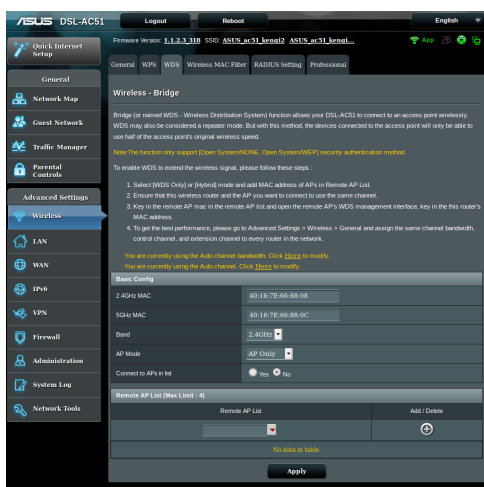 ASUS DSL-AC51
Logout
Reboot
English
Firmware Version: 1.1.2.3_318 SSID: ASUS_ac51_kenqi2 ASUS_ac51_kenqi...
App
Quick Internet
Setup
General
Network Map
Guest Network
Traffic Manager
Parental
Controls
Advanced Settings
Wireless
LAN
WAN
IPv6
VPN
Firewall
Administration
System Log
Network Tools
General WPS WDS Wireless MAC Filter RADIUS Setting Professional
Wireless - Bridge
Bridge (or named WDS - Wireless Distribution System) function allows your DSL-AC51 to connect to an access point wirelessly.
WDS may also be considered a repeater mode. But with this method, the devices connected to the access point will only be able to
use half of the access point's original wireless speed.
Note:The function only support [Open System/NONE, Open System/WEP] security authentication method.
To enable WDS to extend the wireless signal, please follow these steps :
1. Select [WDS Only] or [Hybrid] mode and add MAC address of APs in Remote AP List.
2. Ensure that this wireless router and the AP you want to connect to use the same channel.
3. Key in the remote AP mac in the remote AP list and open the remote AP's WDS management interface, key in the this router's
MAC address.
4. To get the best performance, please go to Advanced Settings > Wireless > General and assign the same channel bandwidth,
control channel, and extension channel to every router in the network.
You are currently using the Auto channel bandwidth. Click Here to modify.
You are currently using the Auto channel. Click Here to modify.
Basic Config
2.4GHz MAC 40:16:7E:66:88:08
5GHz MAC 40:16:7E:66:88:0C
Band 2.4GHz
AP Mode AP Only
Connect to APs in list Yes No
Remote AP List (Max Limit : 4)
Remote AP List Add / Delete
No data in table.
Apply